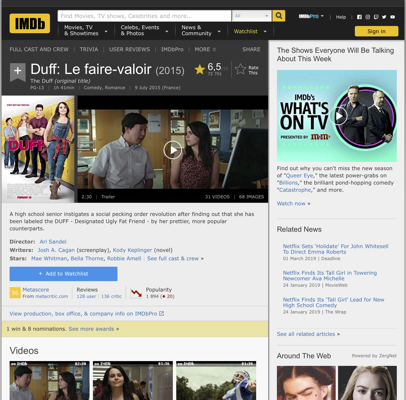 IMDb
Find Movies, TV shows, Celebrities and more...
All
IMDbPro
Help
Movies, TV
& Showtimes
Celebs, Events
& Photos
News &
Community
Watchlist
Sign in
FULL CAST AND CREW | TRIVIA | USER REVIEWS | IMDbPro | MORE
SHARE
Duff: Le faire-valoir (2015)
The Duff (original title)
PG-13 | 1h 41min | Comedy, Romance | 9 July 2015 (France)
6,5
Rate
This
DUFF
2:30 | Trailer
31 VIDEOS | 68 IMAGES
A high school senior instigates a social pecking order revolution after finding out that she has
been labeled the DUFF - Designated Ugly Fat Friend - by her prettier, more popular
counterparts.
Director: Ari Sandel
Writers: Josh A. Cagan (screenplay), Kody Keplinger (novel)
Stars: Mae Whitman, Bella Thorne, Robbie Amell | See full cast & crew »
+ Add to Watchlist
Metascore
From metacritic.com
Reviews
128 user | 136 critic
Popularity
1 894 ( 20)
View production, box office, & company info on IMDbPro
1 win & 8 nominations. See more awards »
Videos
The Shows Everyone Will Be Talking
About This Week
IMDb's
WHAT'S
ON TV
PRESENTED BY
Find out why you can't miss the new season
of "Queer Eye," the latest power-grabs on
"Billions," the brilliant pond-hopping comedy
"Catastrophe," and more.
Watch now »
Related News
Netflix Sets 'Holidate' For John Whitesell
To Direct Emma Roberts
01 March 2019 | Deadline
Netflix Finds Its Tall Girl in Towering
Newcomer Ava Michelle
24 January 2019 | MovieWeb
Netflix Finds Its 'Tall Girl' Lead for New
High School Comedy
24 January 2019 | The Wrap
See all related articles »
Around The Web
Powered by ZergNet